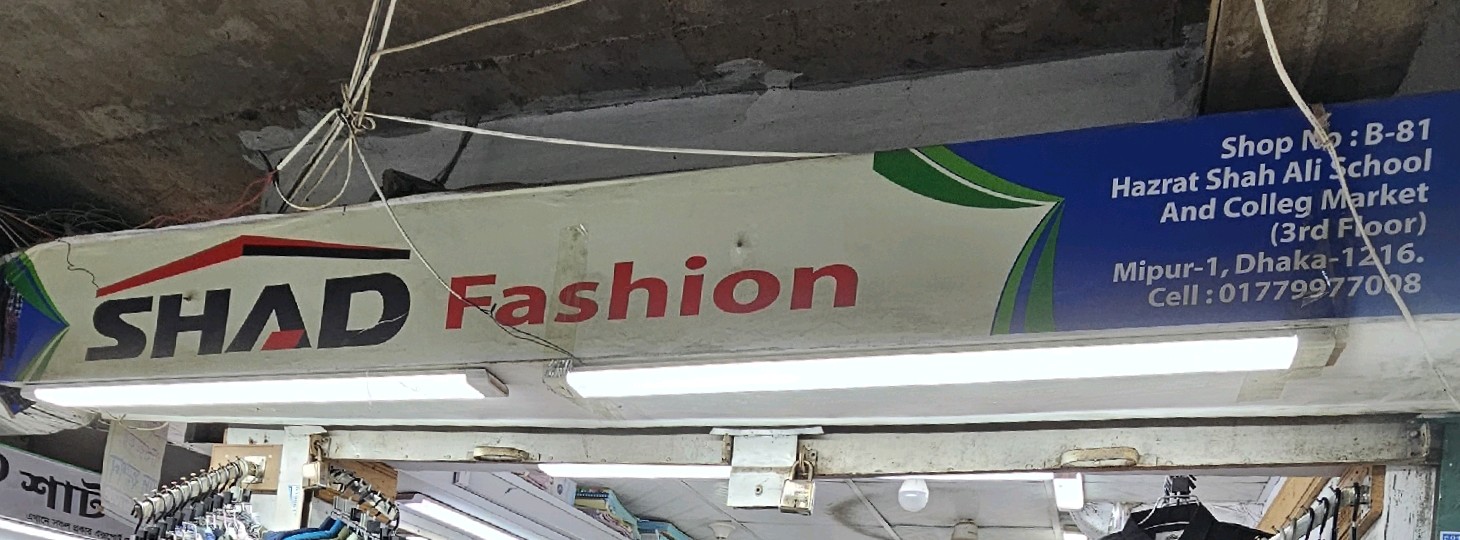 SHAD Fashion
Shop No : B-81
Hazrat Shah Ali School
And Colleg Market
(3rd Floor)
Mipur-1, Dhaka-1216.
Cell : 01779977008
শার্ট